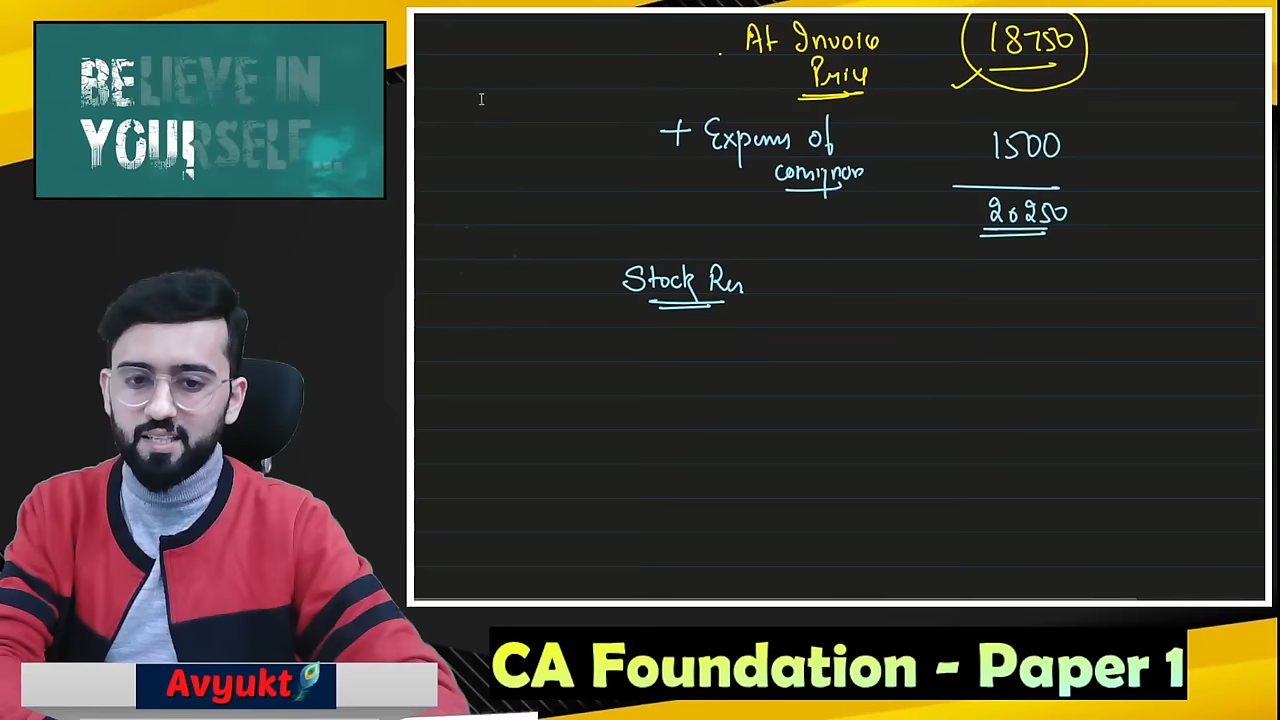 BELIEVE IN
YOURSELF...
At Invoice
Price
18750
+ Expenses of
consignor
1500
20250
Stock Res
Avyukt
CA Foundation - Paper 1